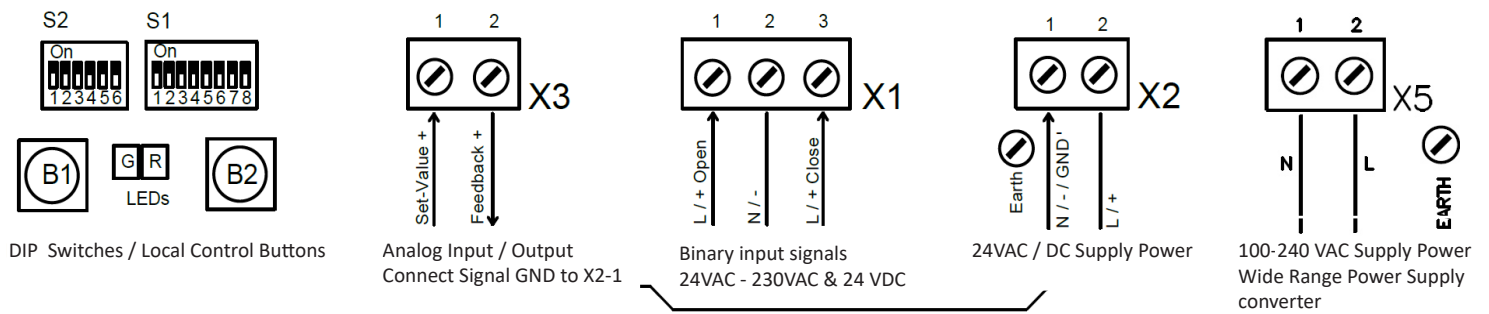 S2
On
123456
S1
On
12345678
B1
G R
LEDs
B2
DIP Switches / Local Control Buttons
1 2
X3
Set-Value +
Feedback +
Analog Input / Output
Connect Signal GND to X2-1
1 2 3
X1
L / + Open
N / -
L / + Close
Binary input signals
24VAC - 230VAC & 24 VDC
1 2
X2
Earth
N / - / GND'
L / +
24VAC / DC Supply Power
1 2
X5
N
L
EARTH
100-240 VAC Supply Power
Wide Range Power Supply
converter